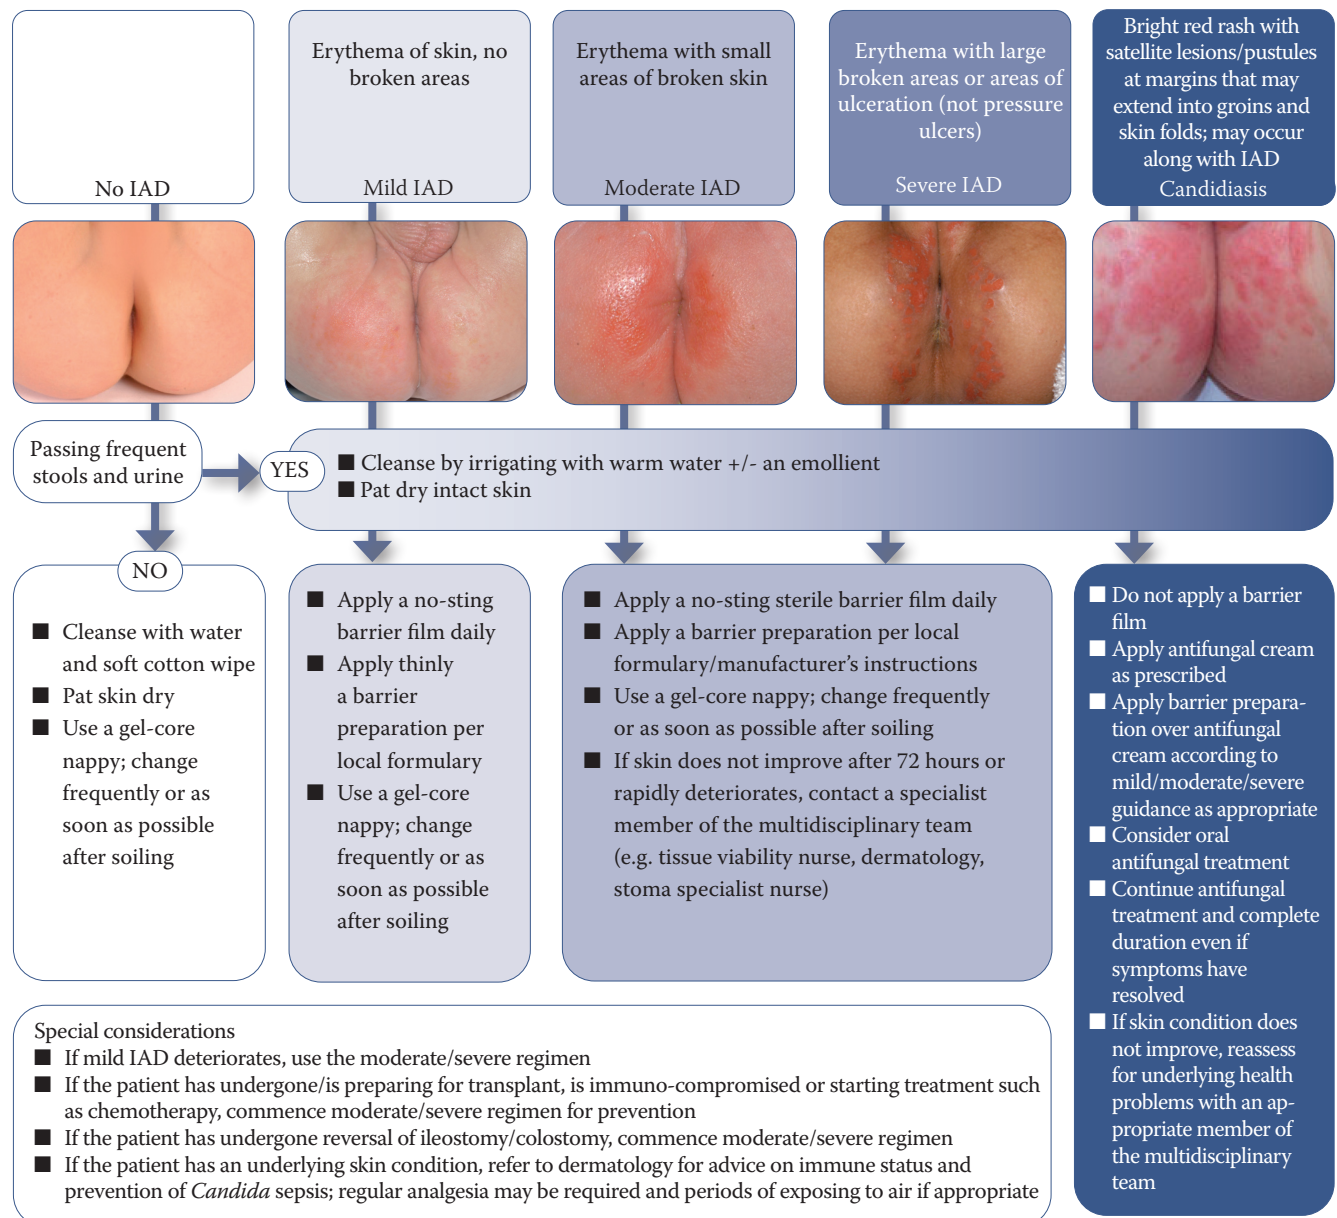 No IAD
Erythema of skin, no
broken areas
Mild IAD
Erythema with small
areas of broken skin
Moderate IAD
Erythema with large
broken areas or areas of
ulceration (not pressure
ulcers)
Severe IAD
Bright red rash with
satellite lesions/pustules
at margins that may
extend into groins and
skin folds; may occur
along with IAD
Candidiasis
Passing frequent
stools and urine
YES
■ Cleanse by irrigating with warm water +/- an emollient
■ Pat dry intact skin
NO
■ Cleanse with water
and soft cotton wipe
■ Pat skin dry
■ Use a gel-core
nappy; change
frequently or as
soon as possible
after soiling
■ Apply a no-sting
barrier film daily
■ Apply thinly
a barrier
preparation per
local formulary
■ Use a gel-core
nappy; change
frequently or as
soon as possible
after soiling
■ Apply a no-sting sterile barrier film daily
■ Apply a barrier preparation per local
formulary/manufacturer's instructions
■ Use a gel-core nappy; change frequently
or as soon as possible after soiling
■ If skin does not improve after 72 hours or
rapidly deteriorates, contact a specialist
member of the multidisciplinary team
(e.g. tissue viability nurse, dermatology,
stoma specialist nurse)
■ Do not apply a barrier
film
■ Apply antifungal cream
as prescribed
■ Apply barrier prepara-
tion over antifungal
cream according to
mild/moderate/severe
guidance as appropriate
■ Consider oral
antifungal treatment
■ Continue antifungal
treatment and complete
duration even if
symptoms have
resolved
■ If skin condition does
not improve, reassess
for underlying health
problems with an ap-
propriate member of
the multidisciplinary
team
Special considerations
■ If mild IAD deteriorates, use the moderate/severe regimen
■ If the patient has undergone/is preparing for transplant, is immuno-compromised or starting treatment such
as chemotherapy, commence moderate/severe regimen for prevention
■ If the patient has undergone reversal of ileostomy/colostomy, commence moderate/severe regimen
■ If the patient has an underlying skin condition, refer to dermatology for advice on immune status and
prevention of Candida sepsis; regular analgesia may be required and periods of exposing to air if appropriate